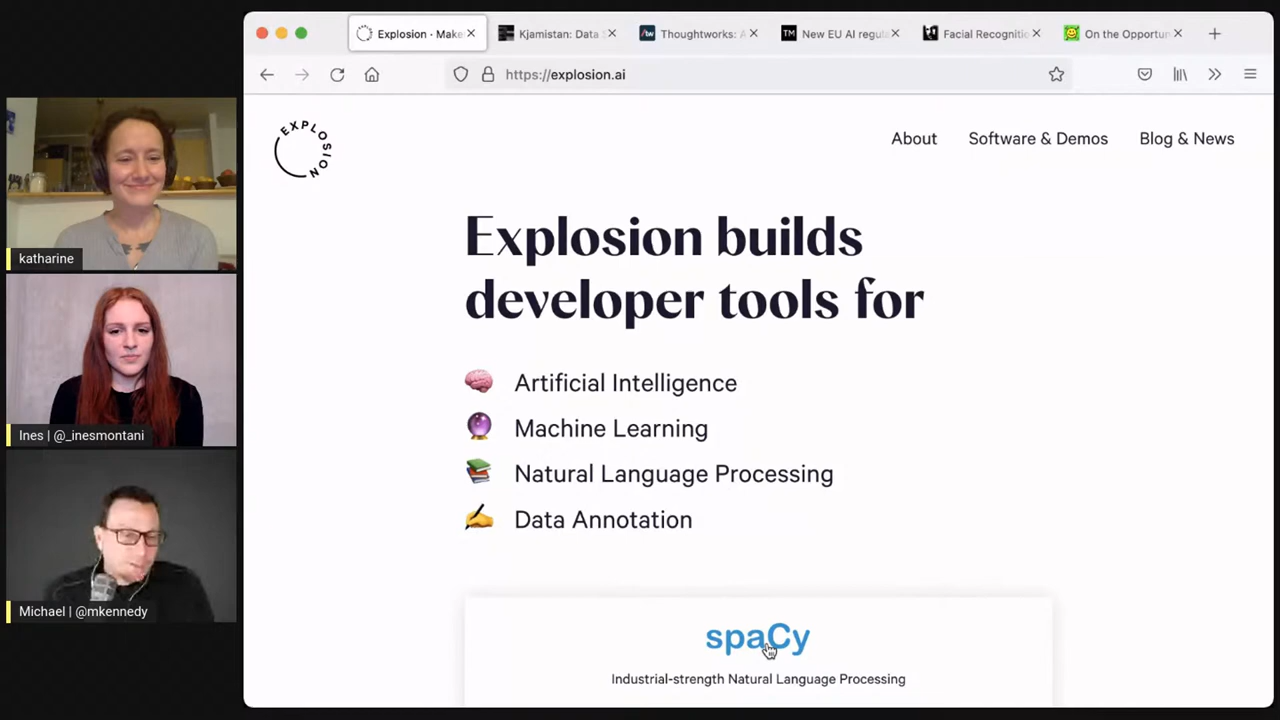 Explosion · Make
Kjamistan: Data S
Thoughtworks: A
New EU AI regula
Facial Recognitio
On the Opportun
https://explosion.ai
EXPLOSION
About
Software & Demos
Blog & News
Explosion builds
developer tools for
Artificial Intelligence
Machine Learning
Natural Language Processing
Data Annotation
spaCy
Industrial-strength Natural Language Processing
katharine
Ines | @_inesmontani
Michael | @mkennedy